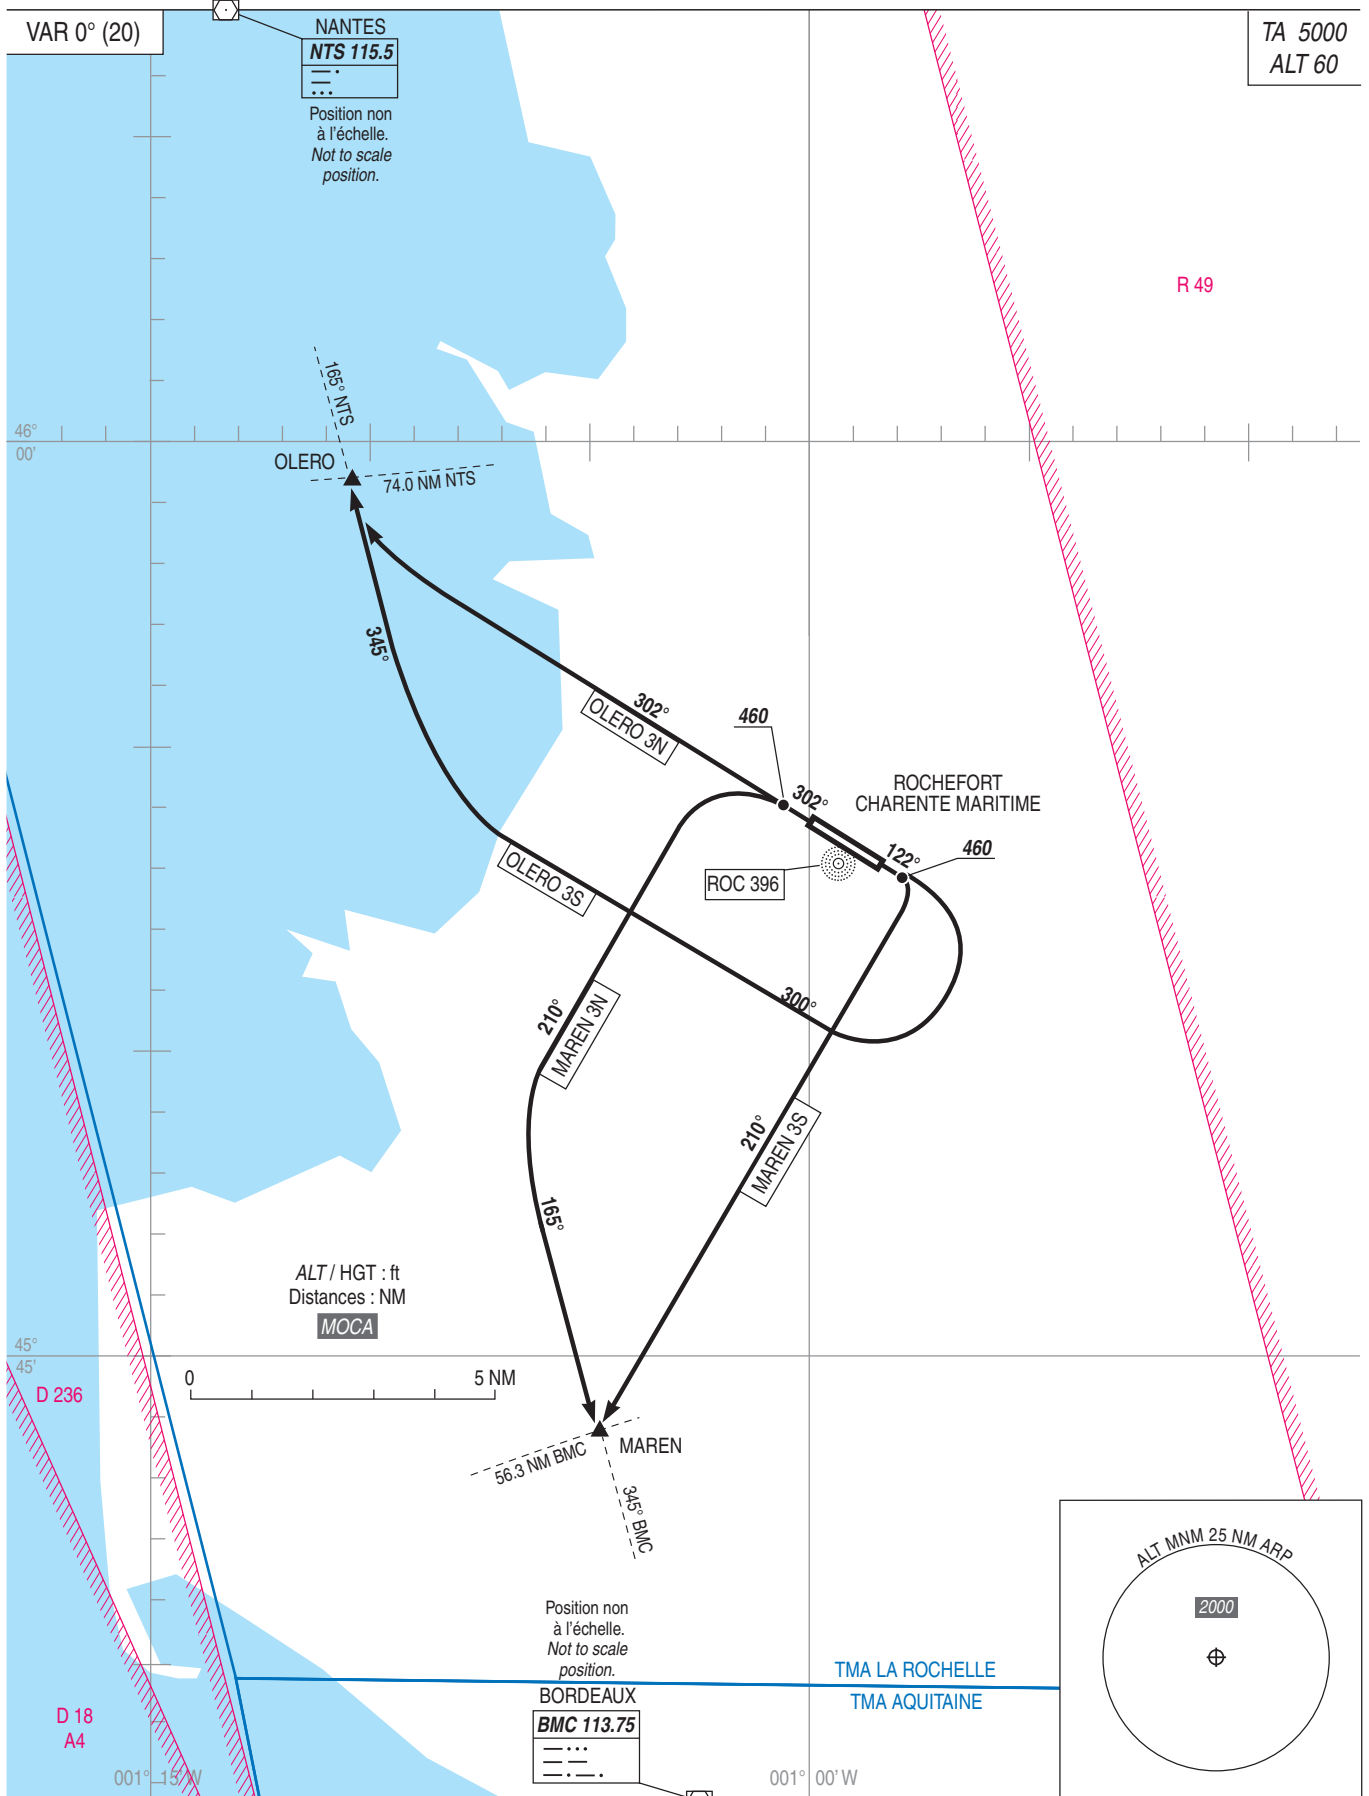 VAR 0° (20)
NANTES
NTS 115.5
Position non
à l'échelle.
Not to scale
position.
TA 5000
ALT 60
R 49
165° NTS
46°
00'
OLERO
74.0 NM NTS
345°
302°
OLERO 3N
460
302°
ROCHEFORT
CHARENTE MARITIME
122°
460
ROC 396
OLERO 3S
300°
210°
MAREN 3N
210°
MAREN 3S
165°
ALT / HGT : ft
Distances : NM
MOCA
45°
45'
0
5 NM
D 236
56.3 NM BMC
MAREN
345° BMC
ALT MNM 25 NM ARP
2000
Position non
à l'échelle.
Not to scale
position.
BORDEAUX
BMC 113.75
TMA LA ROCHELLE
TMA AQUITAINE
D 18
A4
001° 15' W
001° 00' W